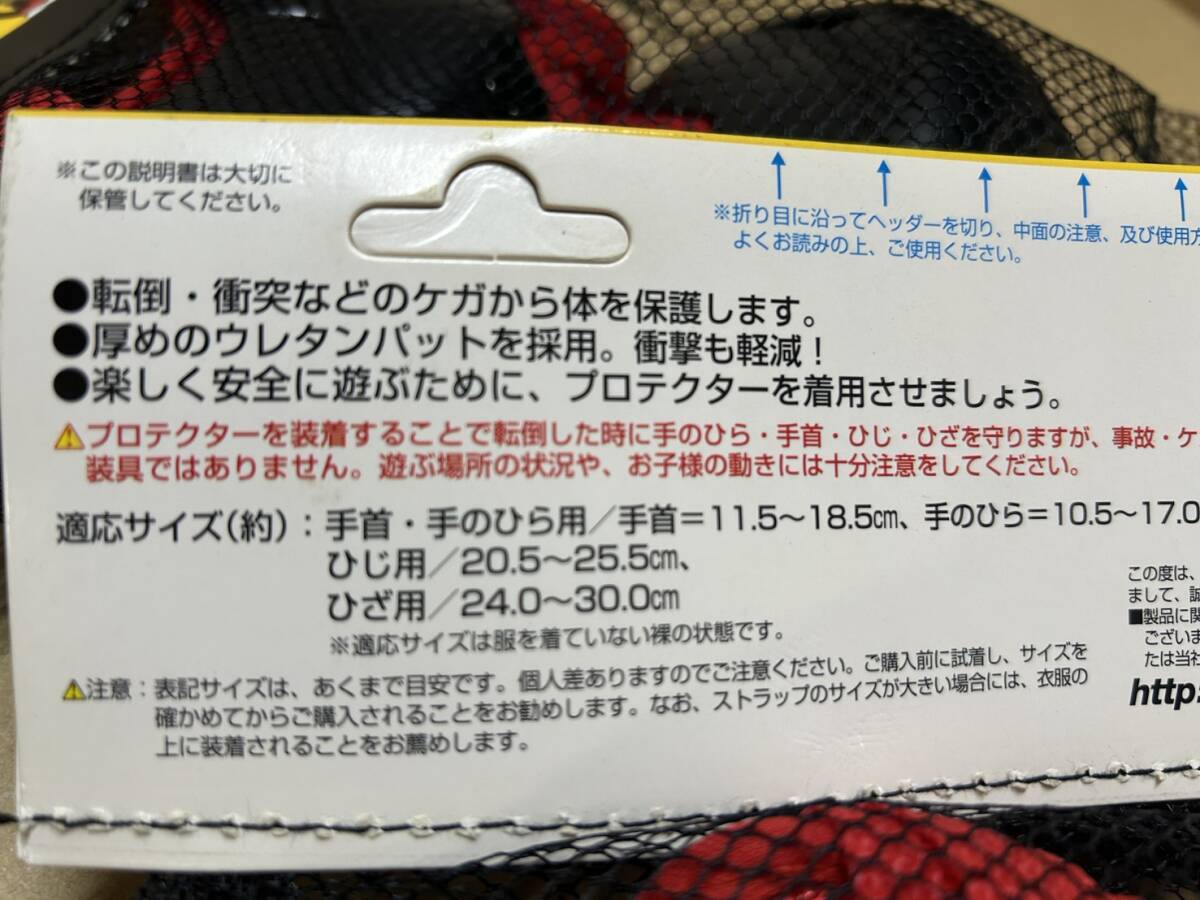 ※この説明書は大切に
保管してください。
※折り目に沿ってヘッダーを切り、中面の注意、及び使用方
よくお読みの上、ご使用ください。
●転倒・衝突などのケガから体を保護します。
●厚めのウレタンパットを採用。衝撃も軽減！
●楽しく安全に遊ぶために、プロテクターを着用させましょう。
⚠プロテクターを装着することで転倒した時に手のひら・手首・ひじ・ひざを守りますが、事故・ケ
装具ではありません。遊ぶ場所の状況や、お子様の動きには十分注意をしてください。
適応サイズ(約)：手首・手のひら用／手首＝11.5～18.5㎝、手のひら＝10.5～17.0
ひじ用／20.5～25.5㎝、
ひざ用／24.0～30.0㎝
※適応サイズは服を着ていない裸の状態です。
⚠注意：表記サイズは、あくまで目安です。個人差ありますのでご注意ください。ご購入前に試着し、サイズを
確かめてからご購入されることをお勧めします。なお、ストラップのサイズが大きい場合には、衣服の
上に装着されることをお薦めします。
この度は、
まして、誠
■製品に関
ございま
たは当社
http: